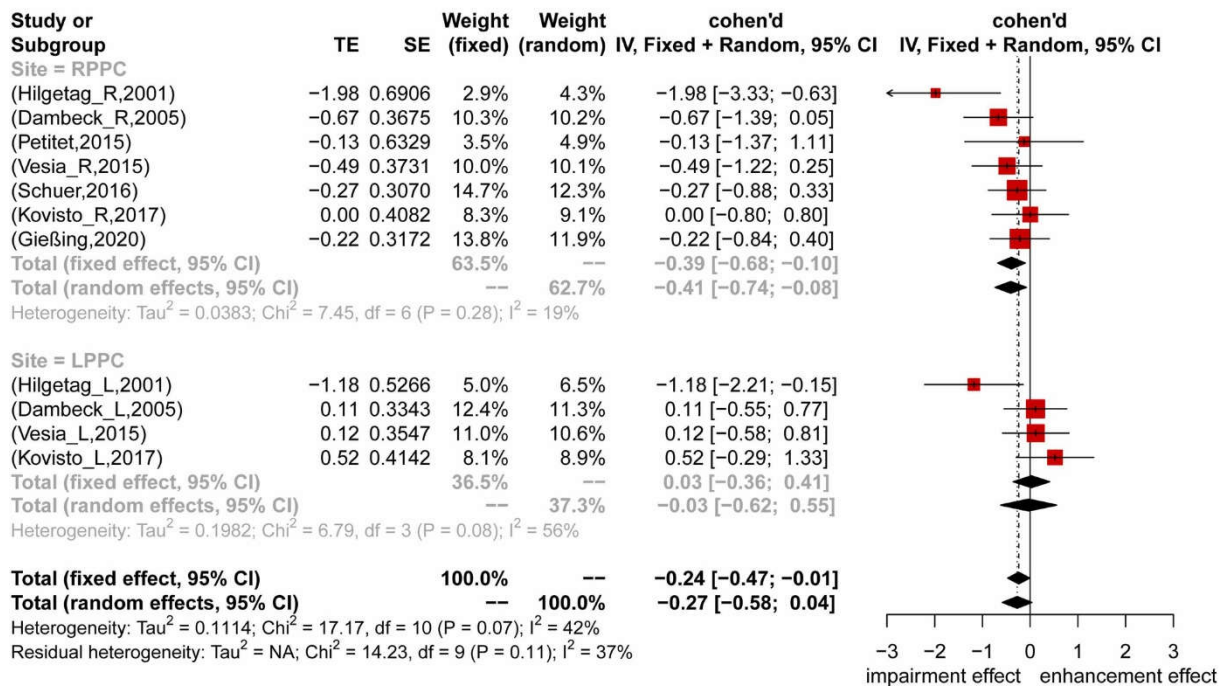 Study or Weight Weight cohen'd cohen'd
Subgroup TE SE (fixed) (random) IV, Fixed + Random, 95% CI IV, Fixed + Random, 95% CI
Site = RPPC
(Hilgetag_R,2001) −1.98 0.6906 2.9% 4.3% −1.98 [−3.33; −0.63]
(Dambeck_R,2005) −0.67 0.3675 10.3% 10.2% −0.67 [−1.39; 0.05]
(Petitet,2015) −0.13 0.6329 3.5% 4.9% −0.13 [−1.37; 1.11]
(Vesia_R,2015) −0.49 0.3731 10.0% 10.1% −0.49 [−1.22; 0.25]
(Schuer,2016) −0.27 0.3070 14.7% 12.3% −0.27 [−0.88; 0.33]
(Kovisto_R,2017) 0.00 0.4082 8.3% 9.1% 0.00 [−0.80; 0.80]
(Gießing,2020) −0.22 0.3172 13.8% 11.9% −0.22 [−0.84; 0.40]
Total (fixed effect, 95% CI) 63.5% −− −0.39 [−0.68; −0.10]
Total (random effects, 95% CI) −− 62.7% −0.41 [−0.74; −0.08]
Heterogeneity: Tau² = 0.0383; Chi² = 7.45, df = 6 (P = 0.28); I² = 19%
Site = LPPC
(Hilgetag_L,2001) −1.18 0.5266 5.0% 6.5% −1.18 [−2.21; −0.15]
(Dambeck_L,2005) 0.11 0.3343 12.4% 11.3% 0.11 [−0.55; 0.77]
(Vesia_L,2015) 0.12 0.3547 11.0% 10.6% 0.12 [−0.58; 0.81]
(Kovisto_L,2017) 0.52 0.4142 8.1% 8.9% 0.52 [−0.29; 1.33]
Total (fixed effect, 95% CI) 36.5% −− 0.03 [−0.36; 0.41]
Total (random effects, 95% CI) −− 37.3% −0.03 [−0.62; 0.55]
Heterogeneity: Tau² = 0.1982; Chi² = 6.79, df = 3 (P = 0.08); I² = 56%
Total (fixed effect, 95% CI) 100.0% −− −0.24 [−0.47; −0.01]
Total (random effects, 95% CI) −− 100.0% −0.27 [−0.58; 0.04]
Heterogeneity: Tau² = 0.1114; Chi² = 17.17, df = 10 (P = 0.07); I² = 42%
Residual heterogeneity: Tau² = NA; Chi² = 14.23, df = 9 (P = 0.11); I² = 37%
−3 −2 −1 0 1 2 3
impairment effect enhancement effect